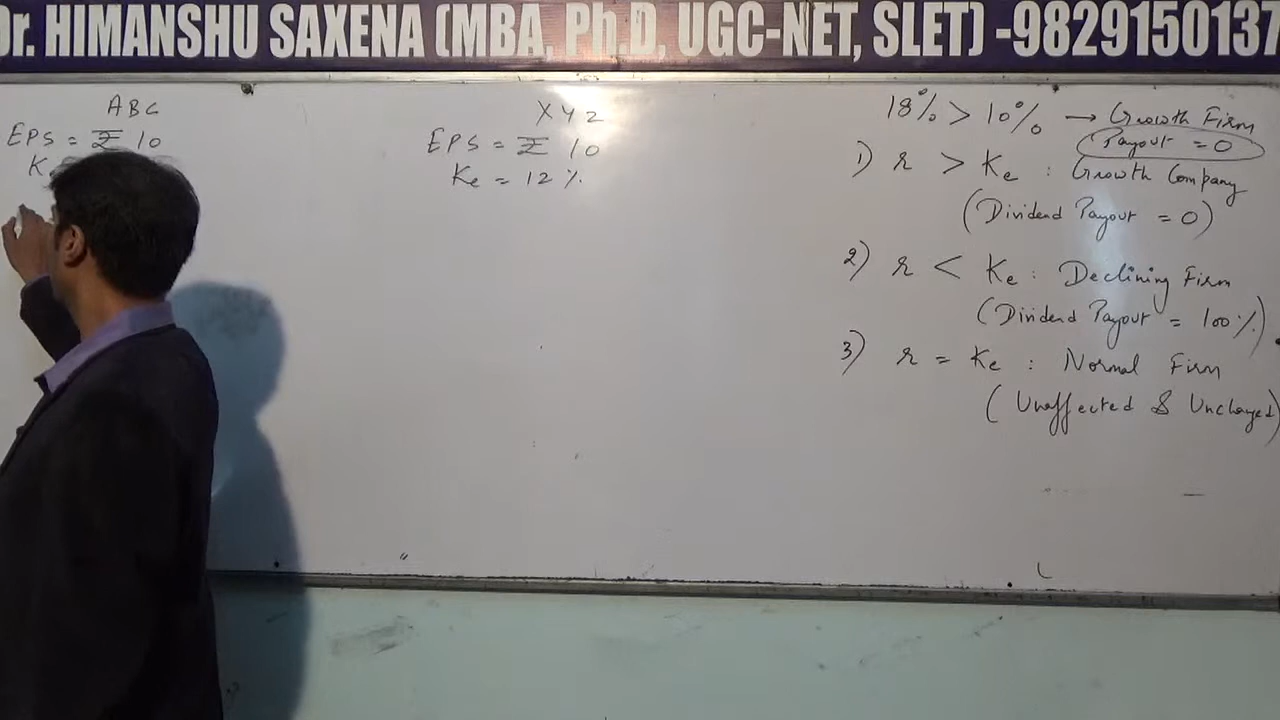 Dr. HIMANSHU SAXENA (MBA, Ph.D, UGC-NET, SLET) -9829150137
ABC
EPS = ₹ 10
K
XYZ
EPS = ₹ 10
Ke = 12 %.
18% > 10% → Growth Firm
Payout = 0
1) r > Ke : Growth Company
(Dividend Payout = 0)
2) r < Ke : Declining Firm
(Dividend Payout = 100%)
3) r = Ke : Normal Firm
(Unaffected & Unchanged)